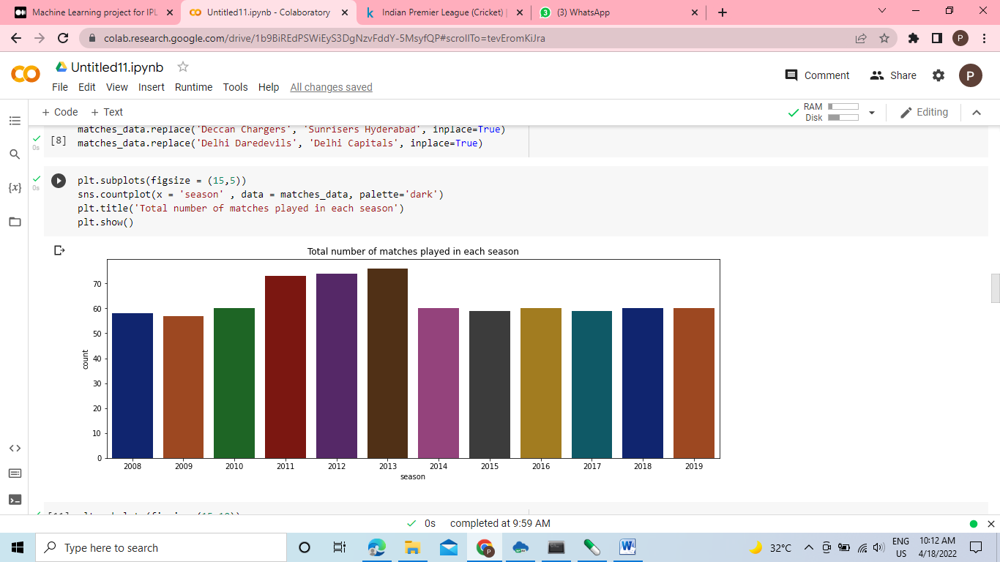 Machine Learning project for IPL
Untitled11.ipynb - Colaboratory
Indian Premier League (Cricket) |
(3) WhatsApp
colab.research.google.com/drive/1b9BiREdPSWiEyS3DgNzvFddY-5MsyfQP#scrollTo=tevEromKiJra
P
Untitled11.ipynb
Comment
Share
P
File Edit View Insert Runtime Tools Help All changes saved
+ Code + Text
RAM
Disk
Editing
matches_data.replace('Deccan Chargers', 'Sunrisers Hyderabad', inplace=True)
[8] matches_data.replace('Delhi Daredevils', 'Delhi Capitals', inplace=True)
0s
plt.subplots(figsize = (15,5))
0s
sns.countplot(x = 'season' , data = matches_data, palette='dark')
plt.title('Total number of matches played in each season')
plt.show()
{x}
Total number of matches played in each season
70
60
50
40
30
20
10
0
count
2008 2009 2010 2011 2012 2013 2014 2015 2016 2017 2018 2019
season
0s completed at 9:59 AM
Type here to search
32°C
ENG
US
10:12 AM
4/18/2022